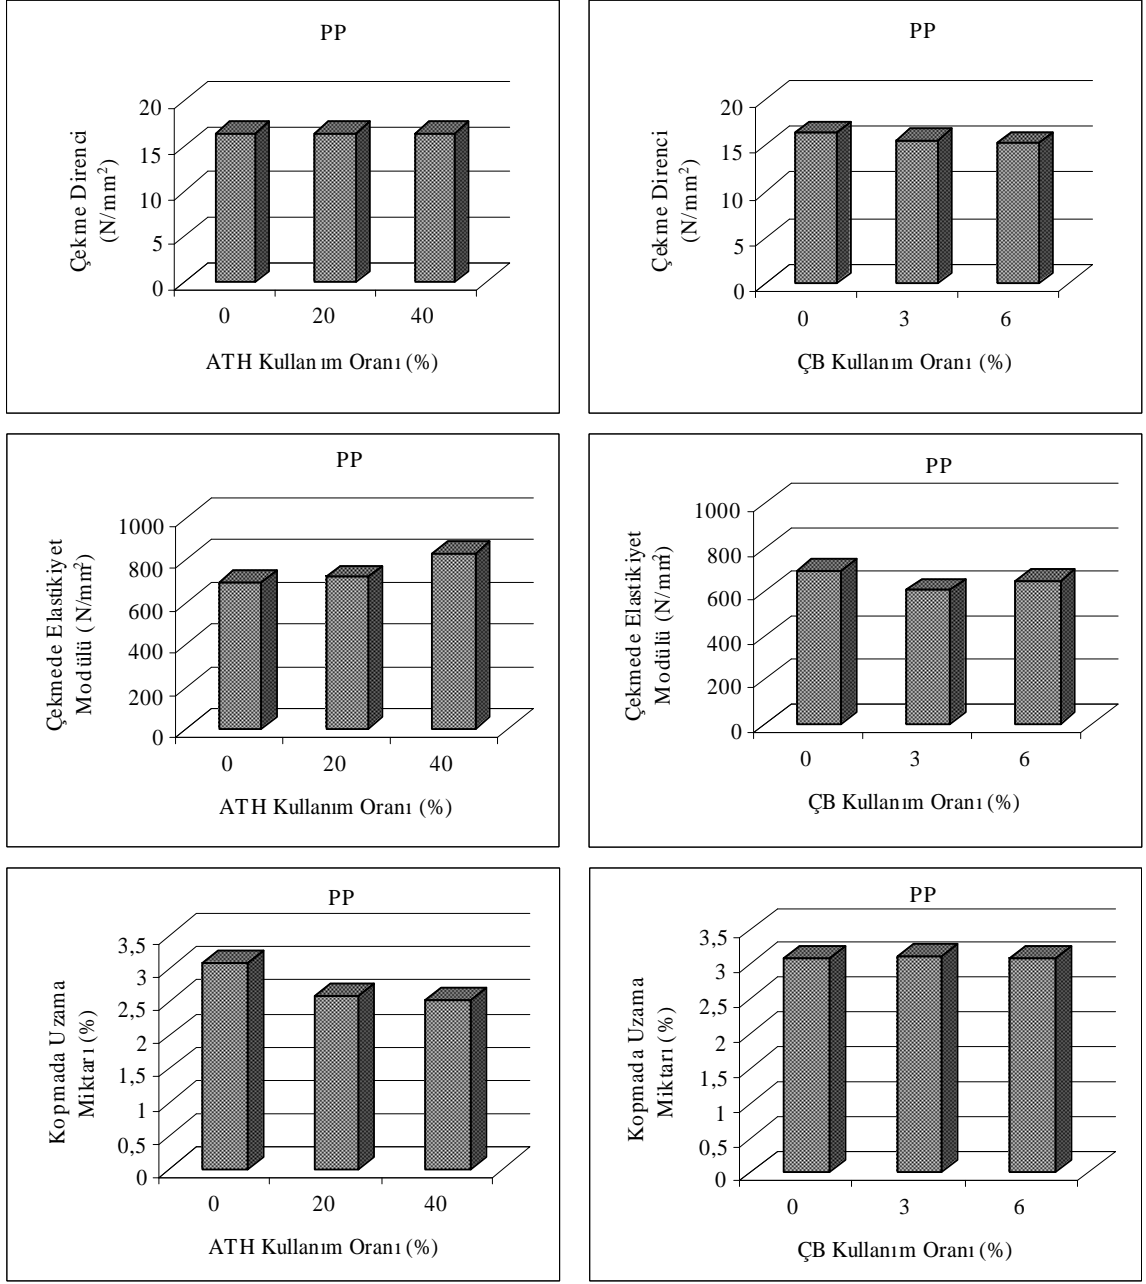 PP
Çekme Direnci
(N/mm²)
20
15
10
5
0
0 20 40
ATH Kullanım Oranı (%)
PP
Çekme Direnci
(N/mm²)
20
15
10
5
0
0 3 6
ÇB Kullanım Oranı (%)
PP
Çekmede Elastikiyet
Modülü (N/mm²)
1000
800
600
400
200
0
0 20 40
ATH Kullanım Oranı (%)
PP
Çekmede Elastikiyet
Modülü (N/mm²)
1000
800
600
400
200
0
0 3 6
ÇB Kullanım Oranı (%)
PP
Kopmada Uzama
Miktarı (%)
3,5
3
2,5
2
1,5
1
0,5
0
0 20 40
ATH Kullanım Oranı (%)
PP
Kopmada Uzama
Miktarı (%)
3,5
3
2,5
2
1,5
1
0,5
0
0 3 6
ÇB Kullanım Oranı (%)